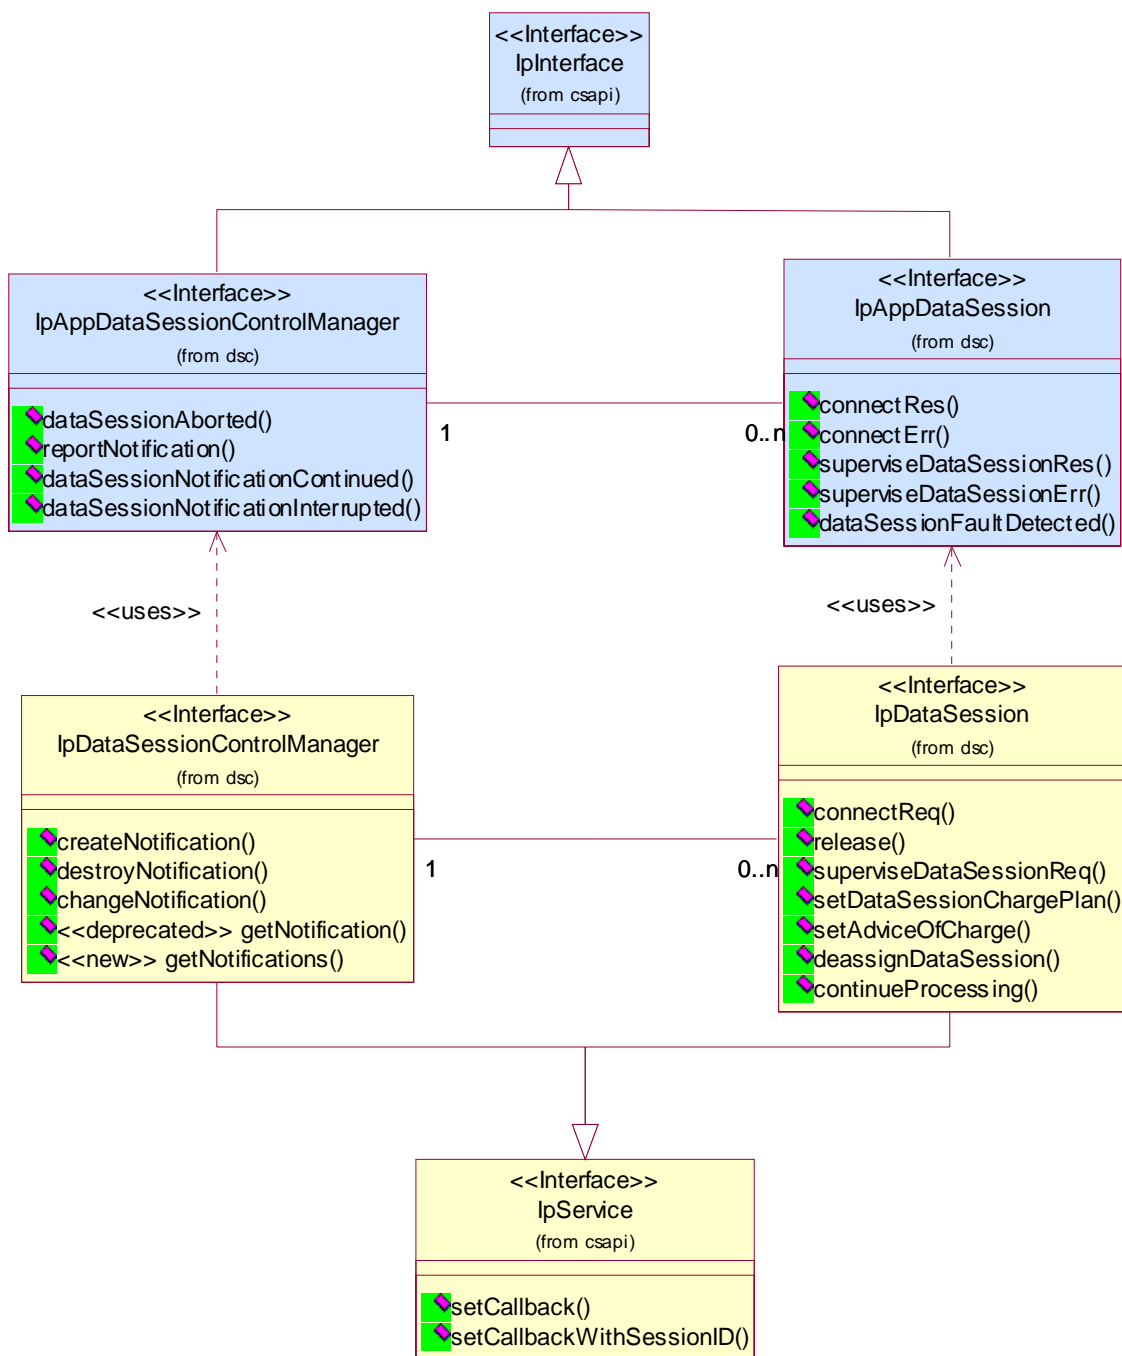 <<Interface>>
IpInterface
(from csapi)
<<Interface>>
IpAppDataSessionControlManager
(from dsc)
dataSessionAborted()
reportNotification()
dataSessionNotificationContinued()
dataSessionNotificationInterrupted()
<<Interface>>
IpAppDataSession
(from dsc)
connectRes()
connectErr()
superviseDataSessionRes()
superviseDataSessionErr()
dataSessionFaultDetected()
1
0..n
<<uses>>
<<uses>>
<<Interface>>
IpDataSessionControlManager
(from dsc)
createNotification()
destroyNotification()
changeNotification()
<<deprecated>> getNotification()
<<new>> getNotifications()
<<Interface>>
IpDataSession
(from dsc)
connectReq()
release()
superviseDataSessionReq()
setDataSessionChargePlan()
setAdviceOfCharge()
deassignDataSession()
continueProcessing()
1
0..n
<<Interface>>
IpService
(from csapi)
setCallback()
setCallbackWithSessionID()